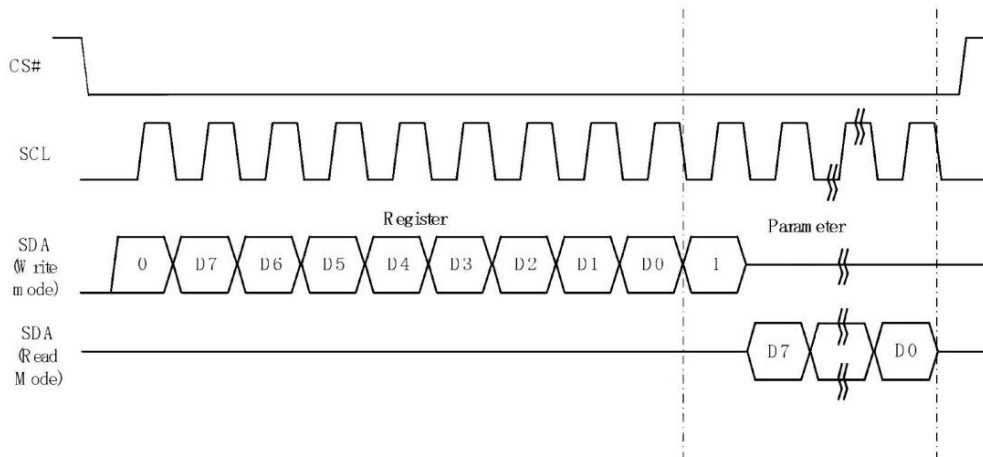 CS#
SCL
Register
Parameter
SDA
(Write
mode)
0 D7 D6 D5 D4 D3 D2 D1 D0 1
SDA
(Read
Mode)
D7 D0